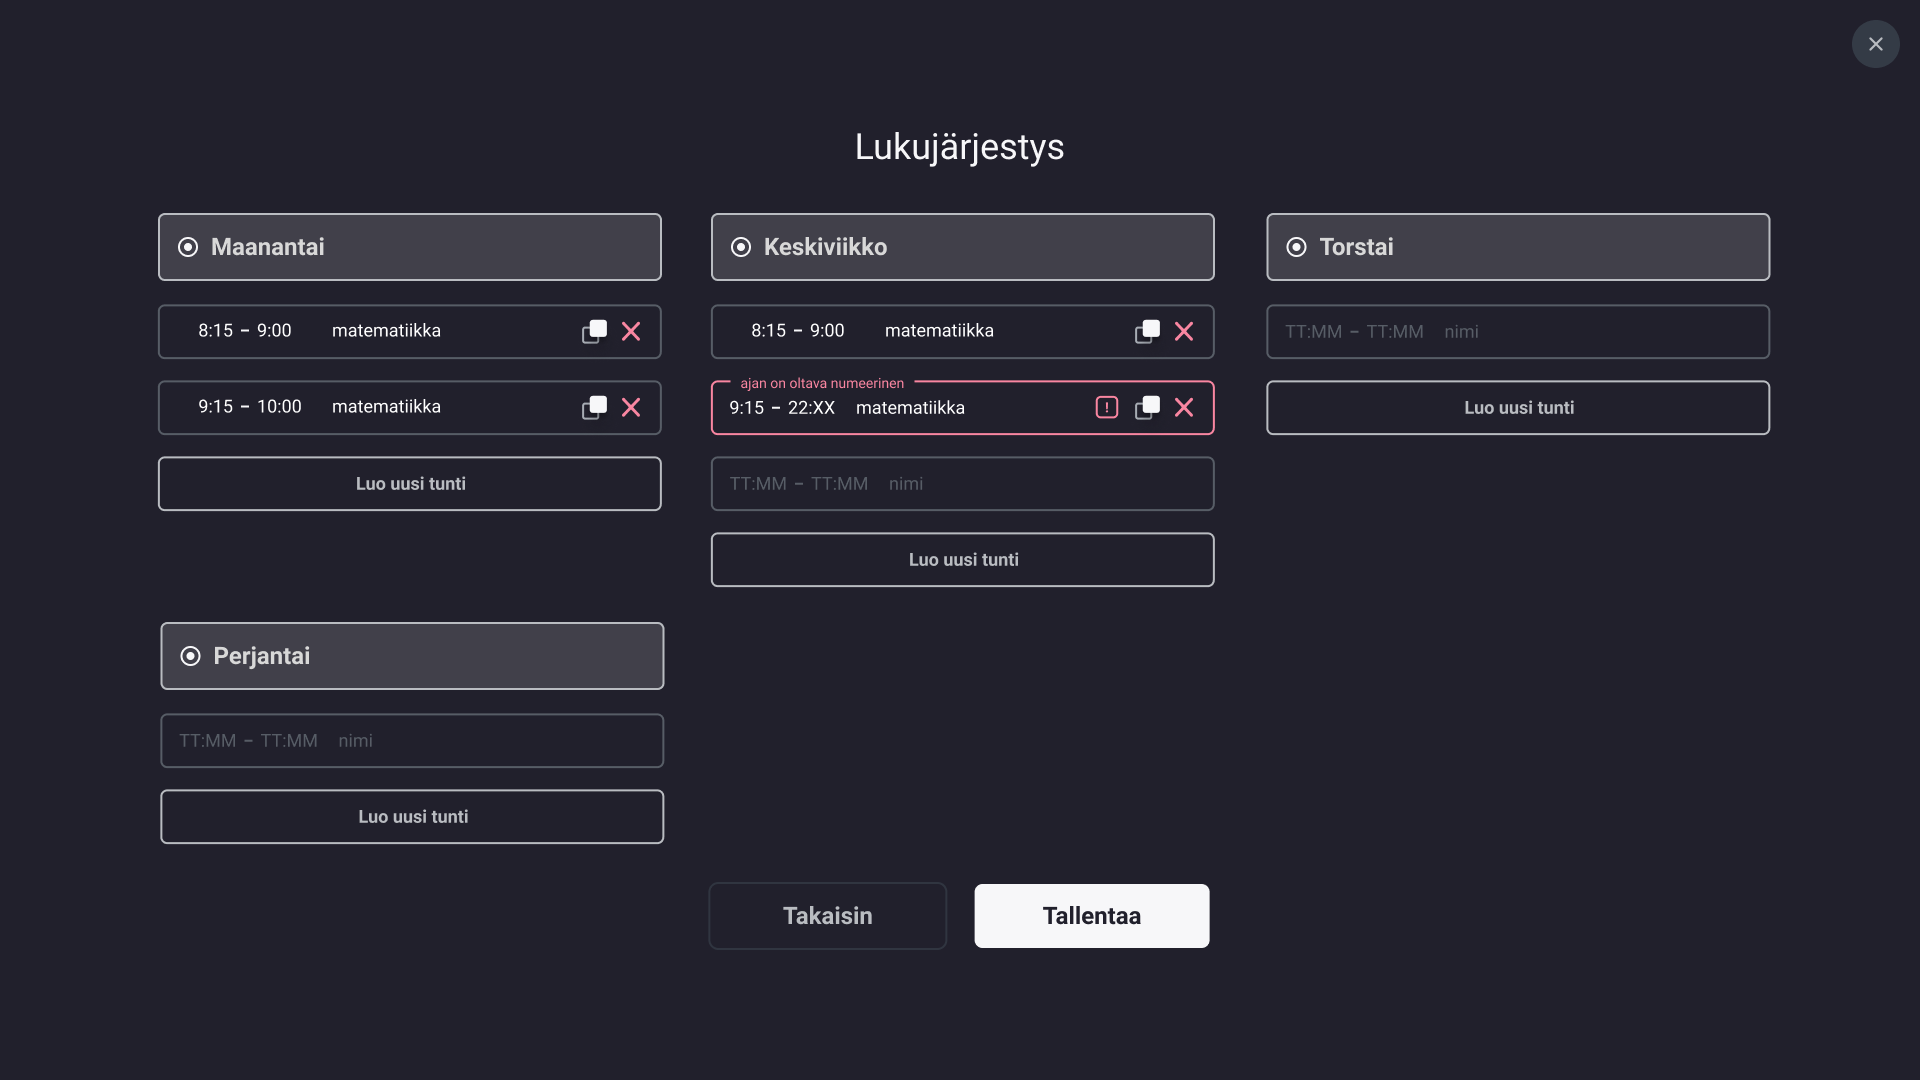 Lukujärjestys
Maanantai
8:15 – 9:00 matematiikka
9:15 – 10:00 matematiikka
Luo uusi tunti
Keskiviikko
8:15 – 9:00 matematiikka
ajan on oltava numeerinen
9:15 – 22:XX matematiikka
TT:MM – TT:MM nimi
Luo uusi tunti
Torstai
TT:MM – TT:MM nimi
Luo uusi tunti
Perjantai
TT:MM – TT:MM nimi
Luo uusi tunti
Takaisin
Tallentaa